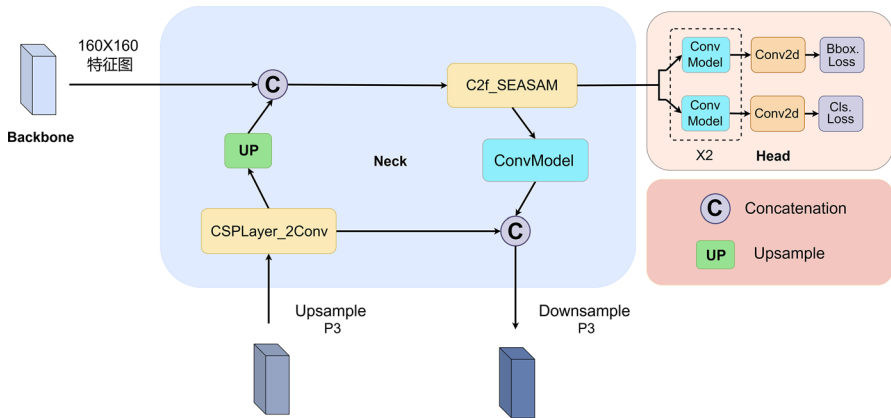 160X160
特征图
Backbone
C
UP
CSPLayer_2Conv
Neck
C2f_SEASAM
ConvModel
C
Upsample
P3
Downsample
P3
Conv
Model
Conv2d
Bbox.
Loss
Conv
Model
Conv2d
Cls.
Loss
X2
Head
C
Concatenation
UP
Upsample